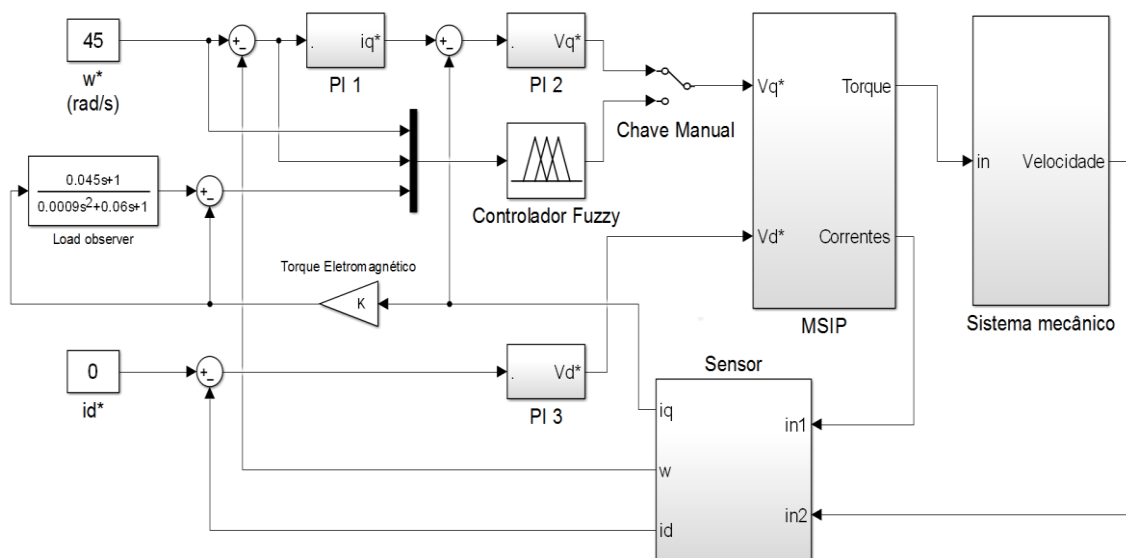 45
w*
(rad/s)
+
−
.
iq*
PI 1
+
−
.
Vq*
PI 2
Chave Manual
Vq*
Torque
Vd*
Correntes
MSIP
in
Velocidade
Sistema mecânico
0.045s+1
0.0009s²+0.06s+1
Load observer
+
−
Controlador Fuzzy
Torque Eletromagnético
K
0
id*
+
−
.
Vd*
PI 3
Sensor
iq
in1
w
id
in2